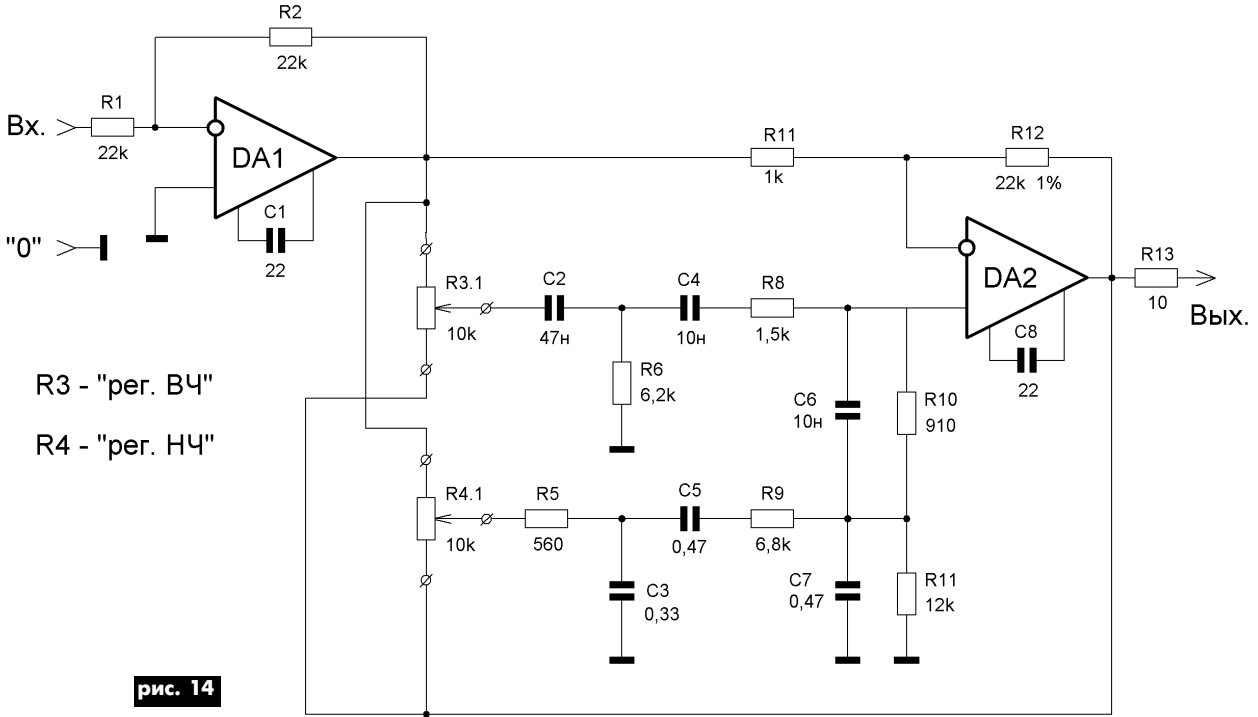 R2
22k
Вх.
R1
22k
DA1
C1
22
"0"
R11
1k
R12
22k 1%
DA2
C8
22
R13
10
Вых.
R3.1
10k
C2
47н
C4
10н
R8
1,5k
R6
6,2k
C6
10н
R10
910
R3 - "рег. ВЧ"
R4 - "рег. НЧ"
R4.1
10k
R5
560
C5
0,47
R9
6,8k
C3
0,33
C7
0,47
R11
12k
рис. 14